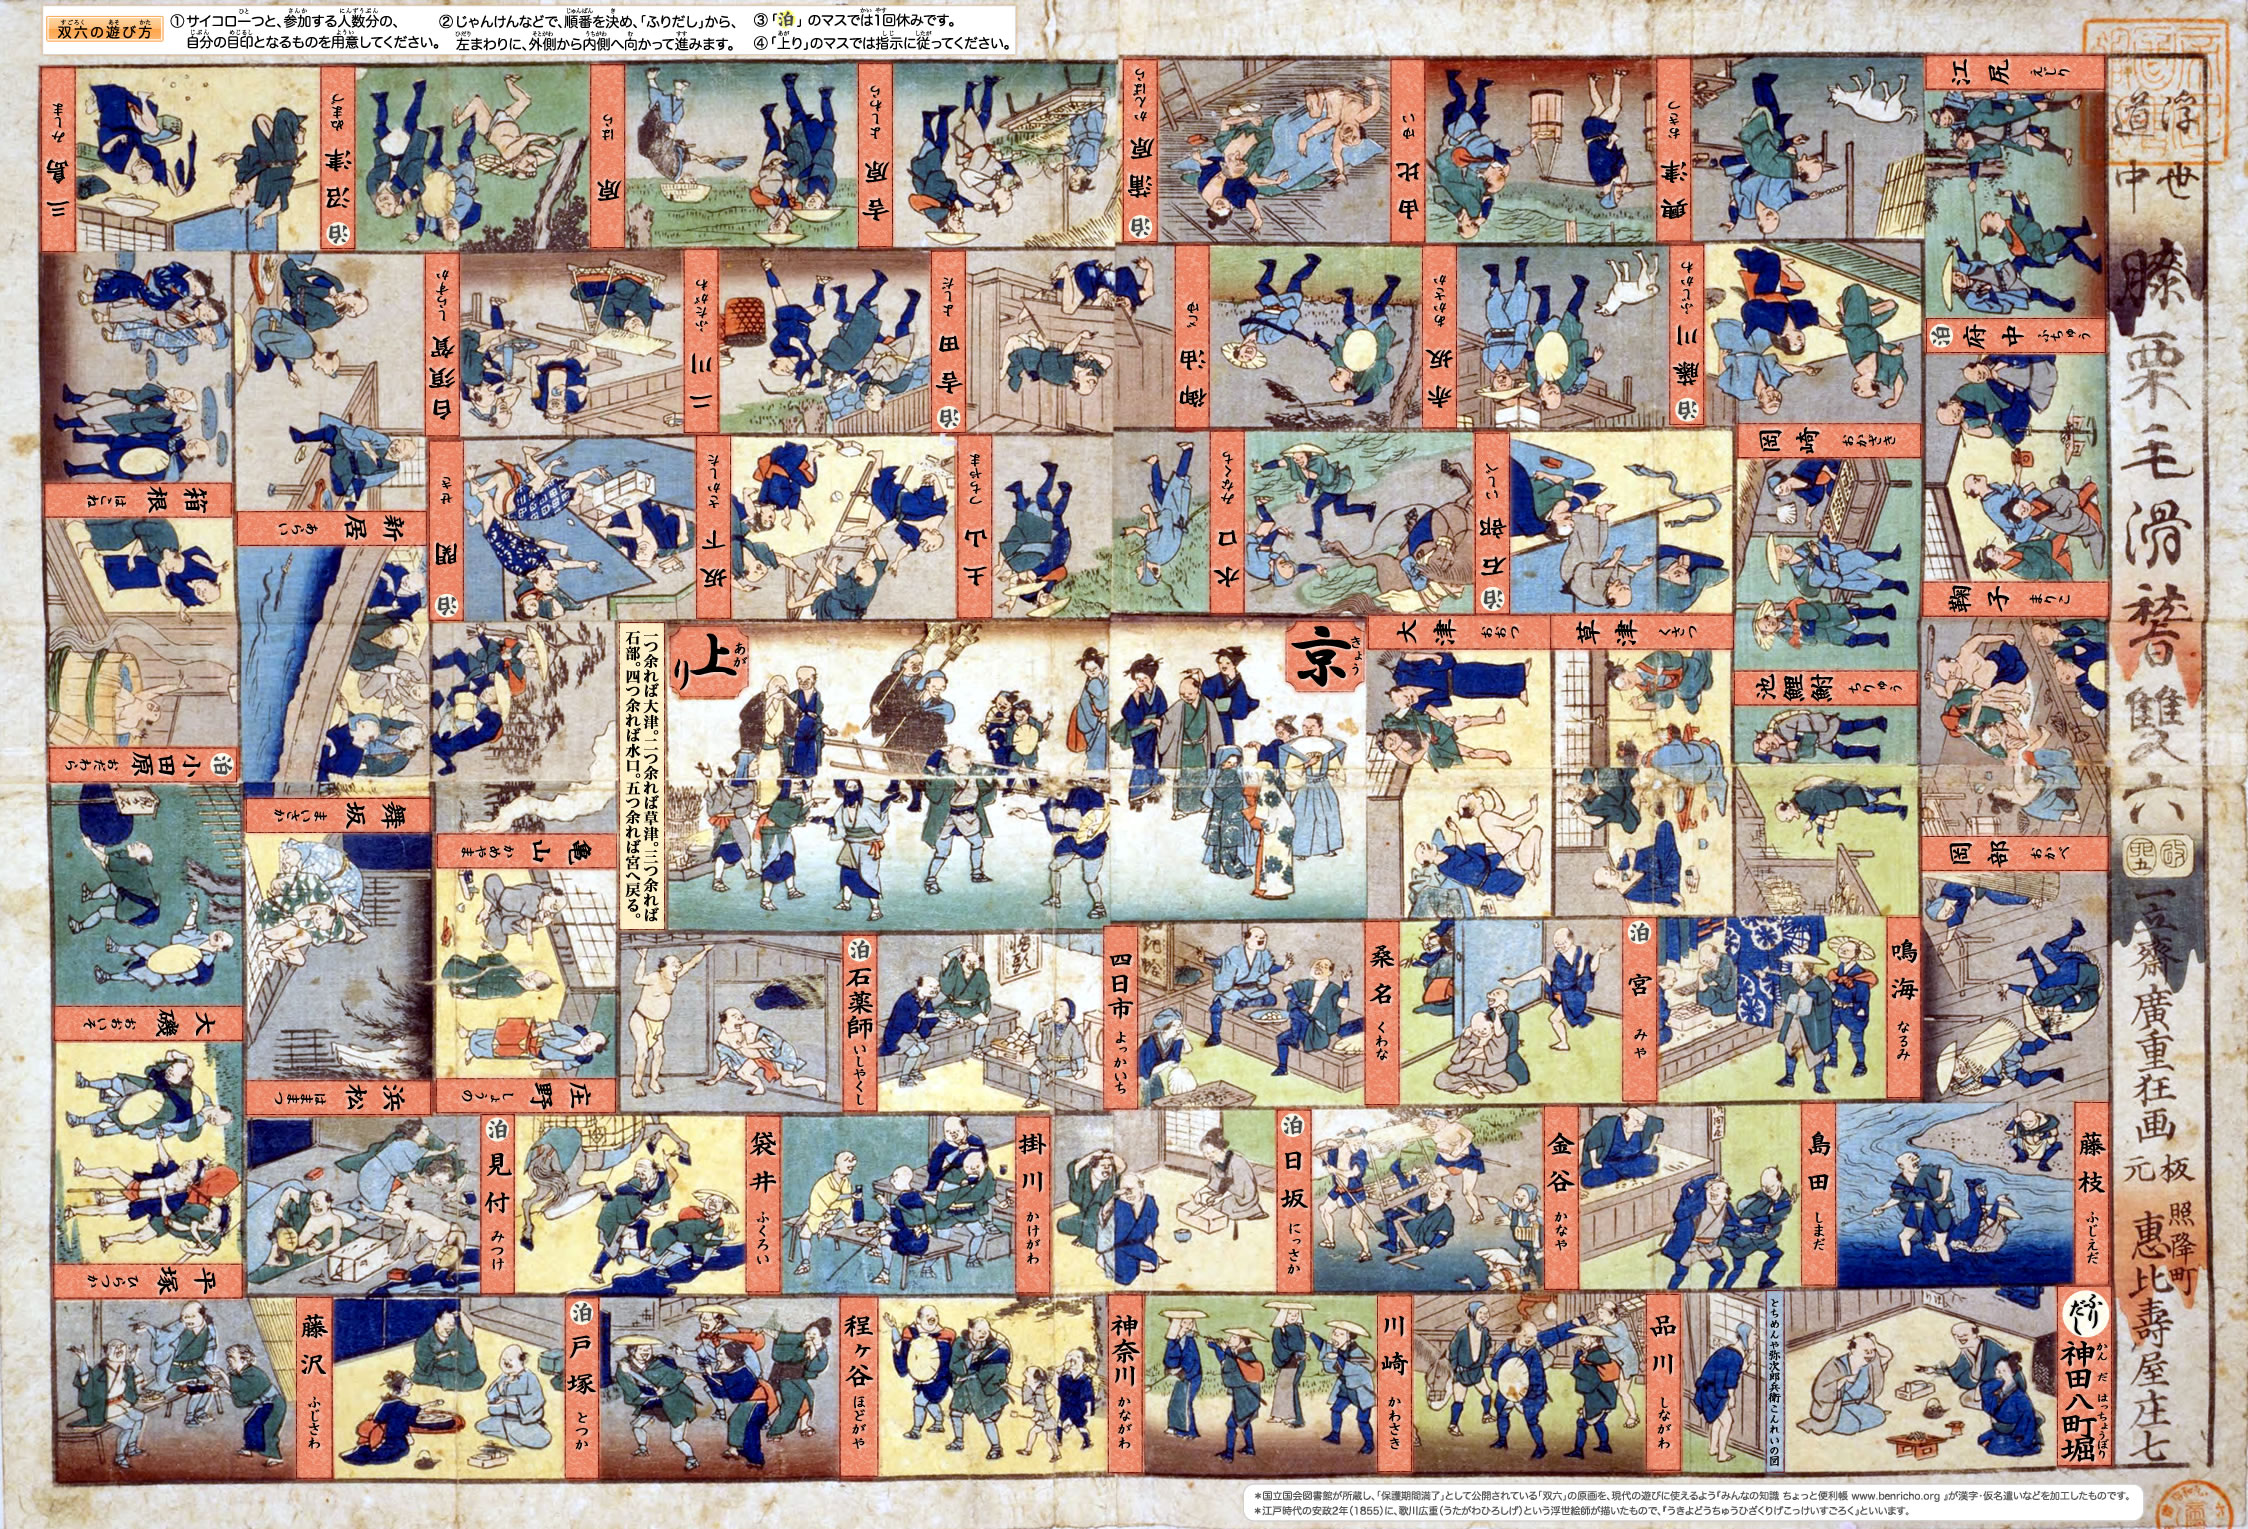 双六の遊び方
すごろく あそ かた
①サイコロ一つと、参加する人数分の、
自分の目印となるものを用意してください。
②じゃんけんなどで、順番を決め、「ふりだし」から、
左まわりに、外側から内側へ向かって進みます。
③「泊」のマスでは1回休みです。
④「上り」のマスでは指示に従ってください。
浮世道中
膝栗毛滑稽雙六
一立齋廣重狂画
板元
照降町
恵比壽屋庄七
ふりだし
神田八町堀
かんだ はっちょうぼり
とちめんや弥次郎兵衛こんれいの図
品川 しながわ
川崎 かわさき
神奈川 かながわ
程ヶ谷 ほどがや
泊 戸塚 とつか
藤沢 ふじさわ
平塚 ひらつか
大磯 おおいそ
泊 小田原 おだわら
箱根 はこね
三島 みしま
泊 沼津 ぬまづ
原 はら
吉原 よしわら
泊 蒲原 かんばら
由比 ゆい
興津 おきつ
江尻 えじり
泊 府中 ふちゅう
鞠子 まりこ
岡部 おかべ
藤枝 ふじえだ
島田 しまだ
金谷 かなや
泊 日坂 にっさか
掛川 かけがわ
袋井 ふくろい
泊 見付 みつけ
浜松 はままつ
舞坂 まいさか
新居 あらい
白須賀 しらすか
二川 ふたがわ
泊 吉田 よしだ
御油 ごゆ
赤坂 あかさか
泊 藤川 ふじかわ
岡崎 おかざき
池鯉鮒 ちりゅう
鳴海 なるみ
泊 宮 みや
桑名 くわな
四日市 よっかいち
泊 石薬師 いしやくし
庄野 しょうの
亀山 かめやま
泊 関 せき
坂下 さかした
土山 つちやま
水口 みなくち
泊 石部 いしべ
草津 くさつ
大津 おおつ
京 きょう
上り あが
一つ余れば大津。二つ余れば草津。三つ余れば
石部。四つ余れば水口。五つ余れば宮へ戻る。
＊国立国会図書館が所蔵し、「保護期間満了」として公開されている「双六」の原画を、現代の遊びに使えるよう『みんなの知識 ちょっと便利帳 www.benricho.org 』が漢字・仮名遣いなどを加工したものです。
＊江戸時代の安政2年（1855）に、歌川広重（うたがわひろしげ）という浮世絵師が描いたもので、『うきよどうちゅうひざくりげこっけいすごろく』といいます。